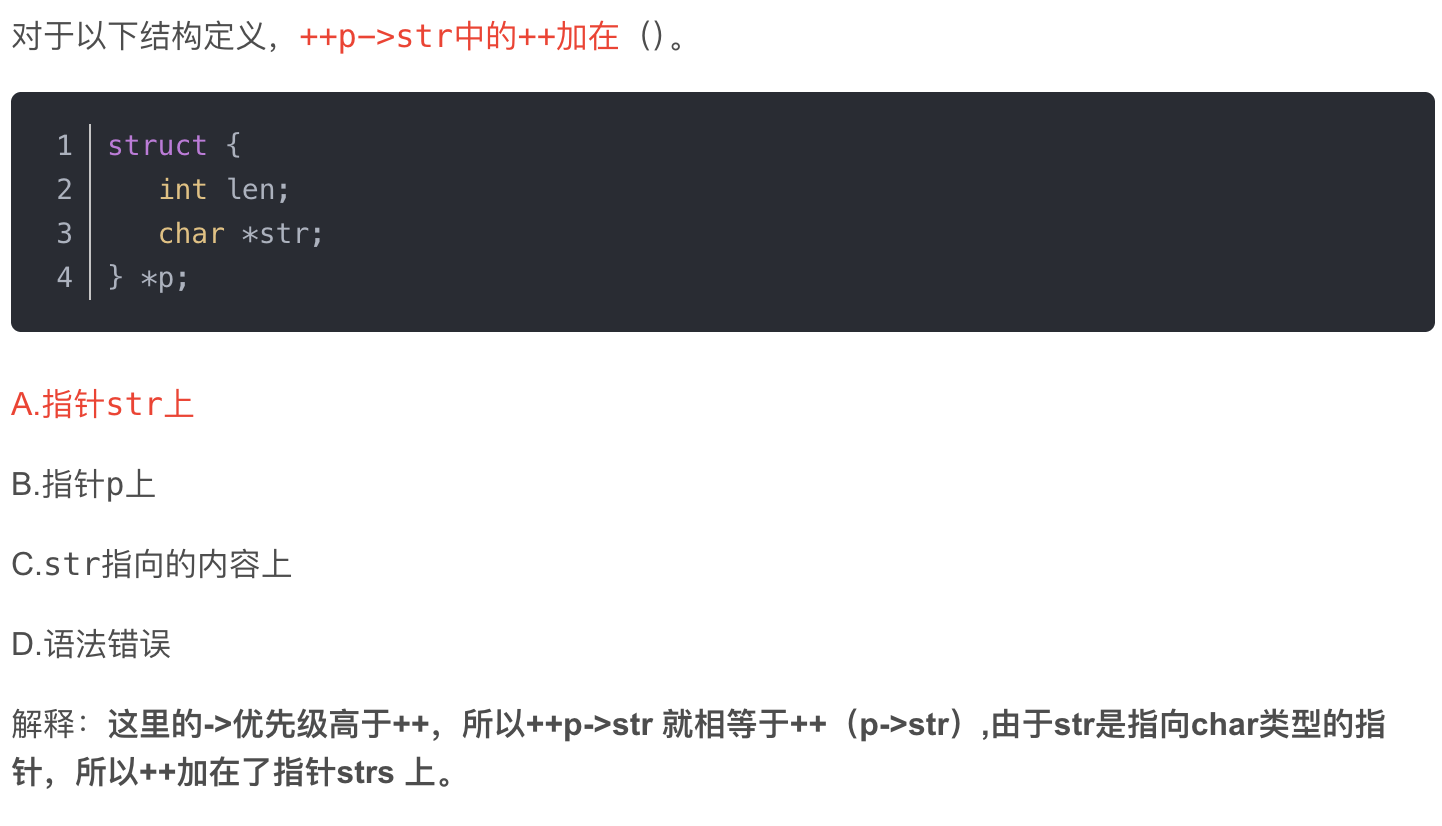 对于以下结构定义，++p->str中的++加在（）。
1 struct {
2    int len;
3    char *str;
4 } *p;
A.指针str上
B.指针p上
C.str指向的内容上
D.语法错误
解释：这里的->优先级高于++，所以++p->str 就相等于++（p->str）,由于str是指向char类型的指
针，所以++加在了指针strs 上。